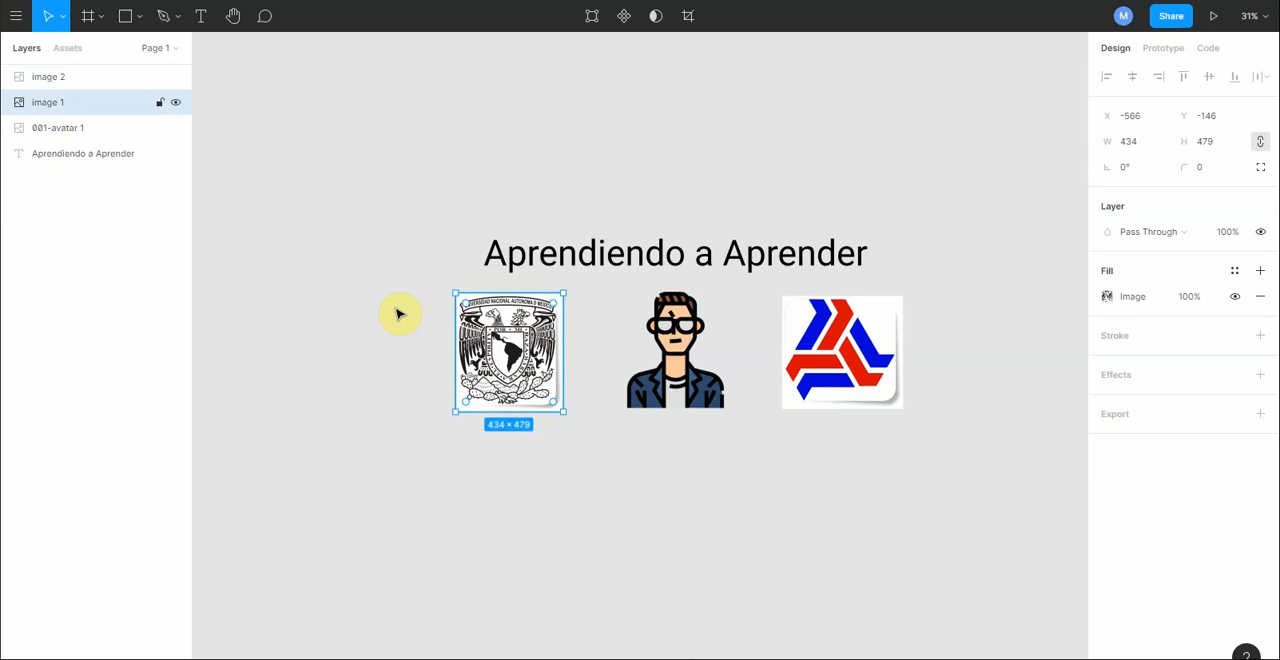 M
Share
31%
Layers
Assets
Page 1
Design
Prototype
Code
image 2
image 1
001-avatar 1
Aprendiendo a Aprender
X -566
Y -146
W 434
H 479
0°
0
Layer
Pass Through
100%
Fill
Image
100%
Stroke
Effects
Export
Aprendiendo a Aprender
434 × 479
?